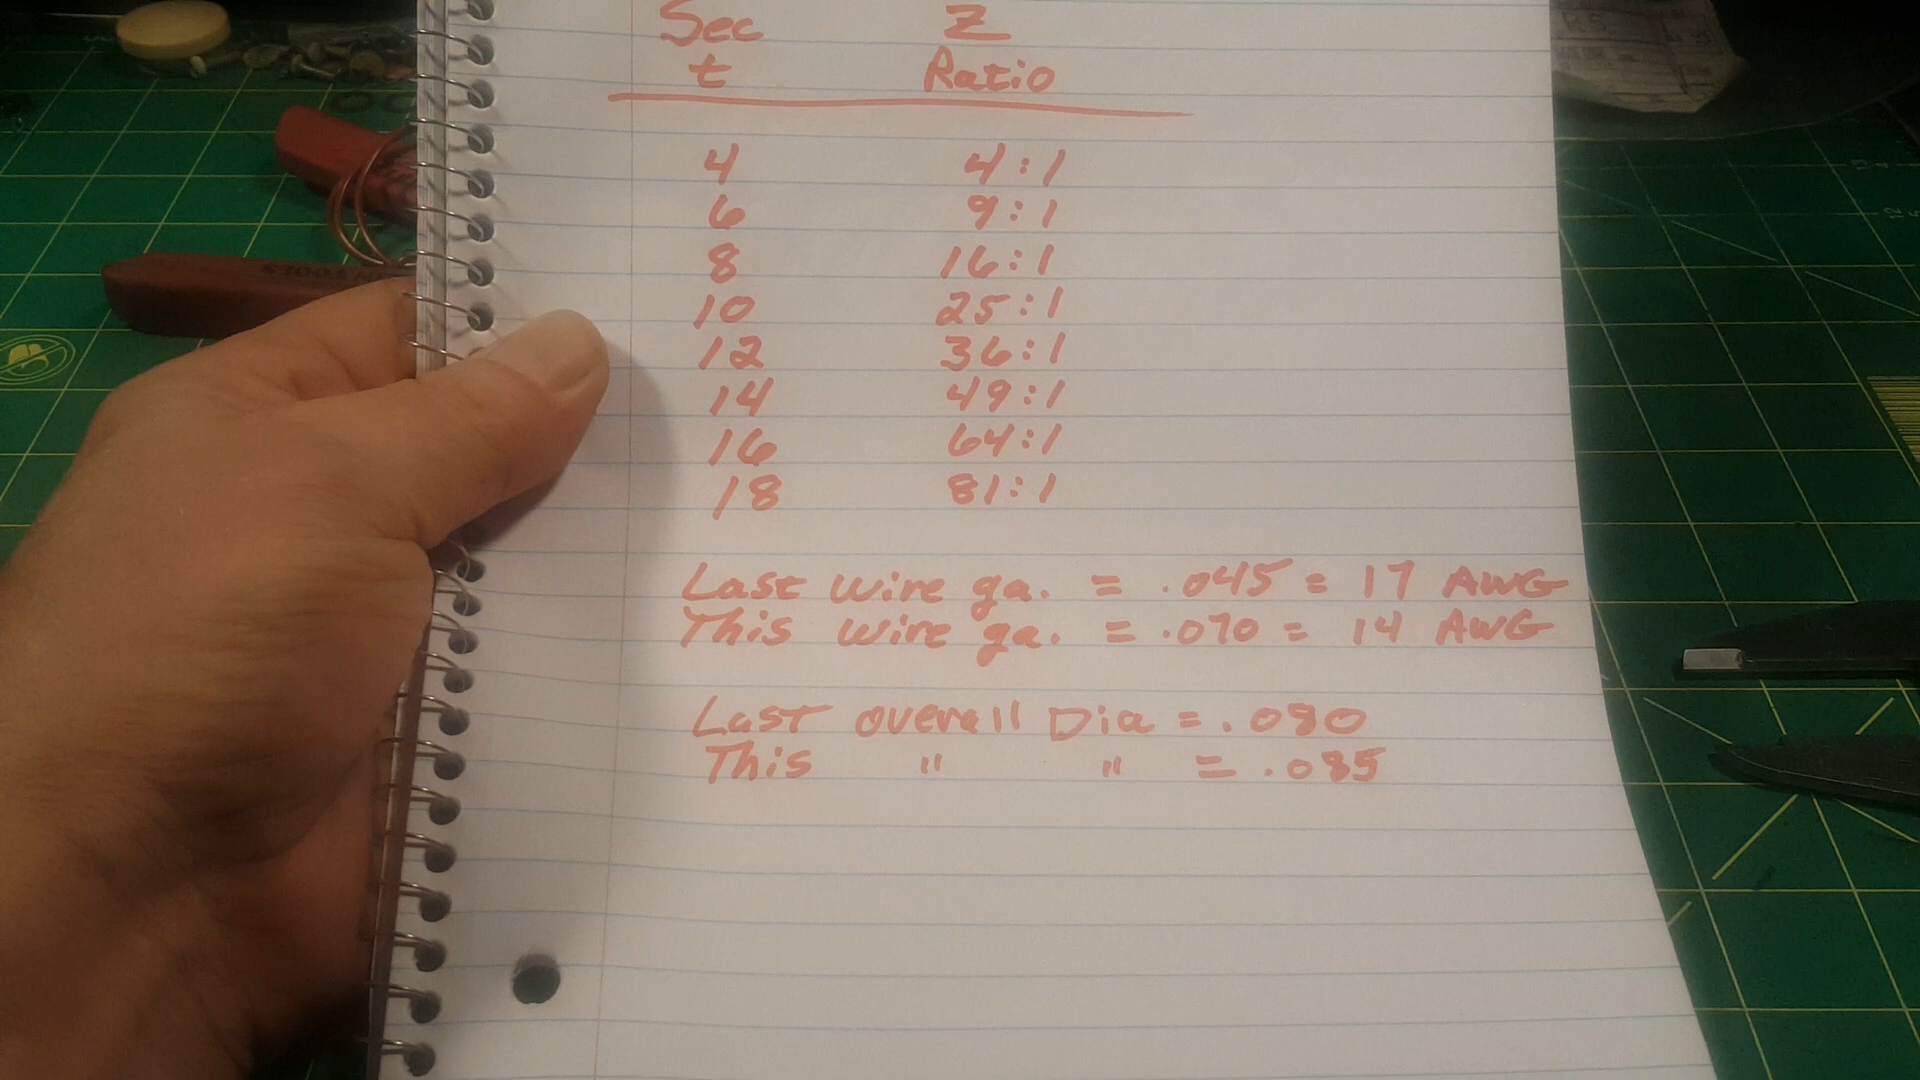 Sec Z
t Ratio
4 4:1
6 9:1
8 16:1
10 25:1
12 36:1
14 49:1
16 64:1
18 81:1
Last wire ga. = .045 = 17 AWG
This wire ga. = .070 = 14 AWG
Last overall Dia = .080
This " " = .085